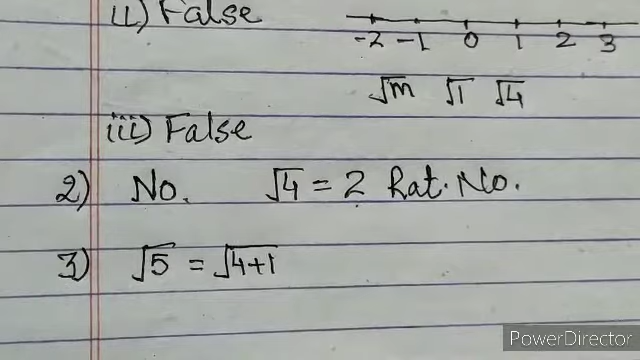 ii) False
-2 -1 0 1 2 3
√m √1 √4
iii) False
2) No. √4 = 2 Rat. No.
3) √5 = √4+1
PowerDirector